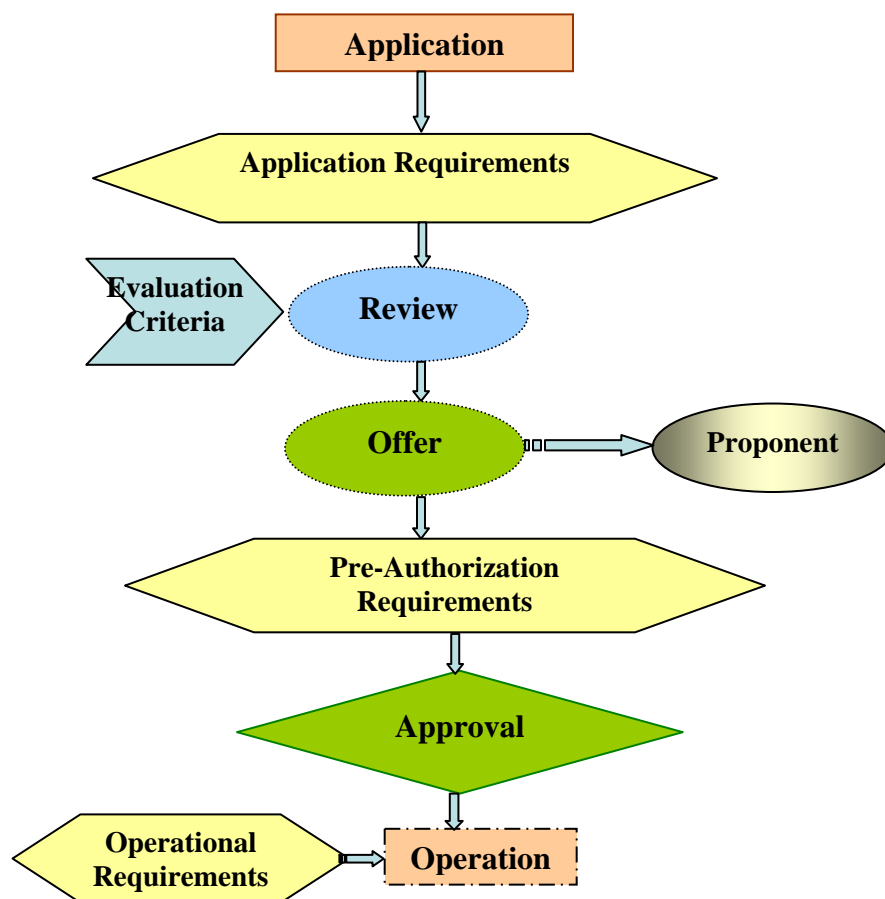 Application
Application Requirements
Evaluation
Criteria
Review
Offer
Proponent
Pre-Authorization
Requirements
Approval
Operational
Requirements
Operation